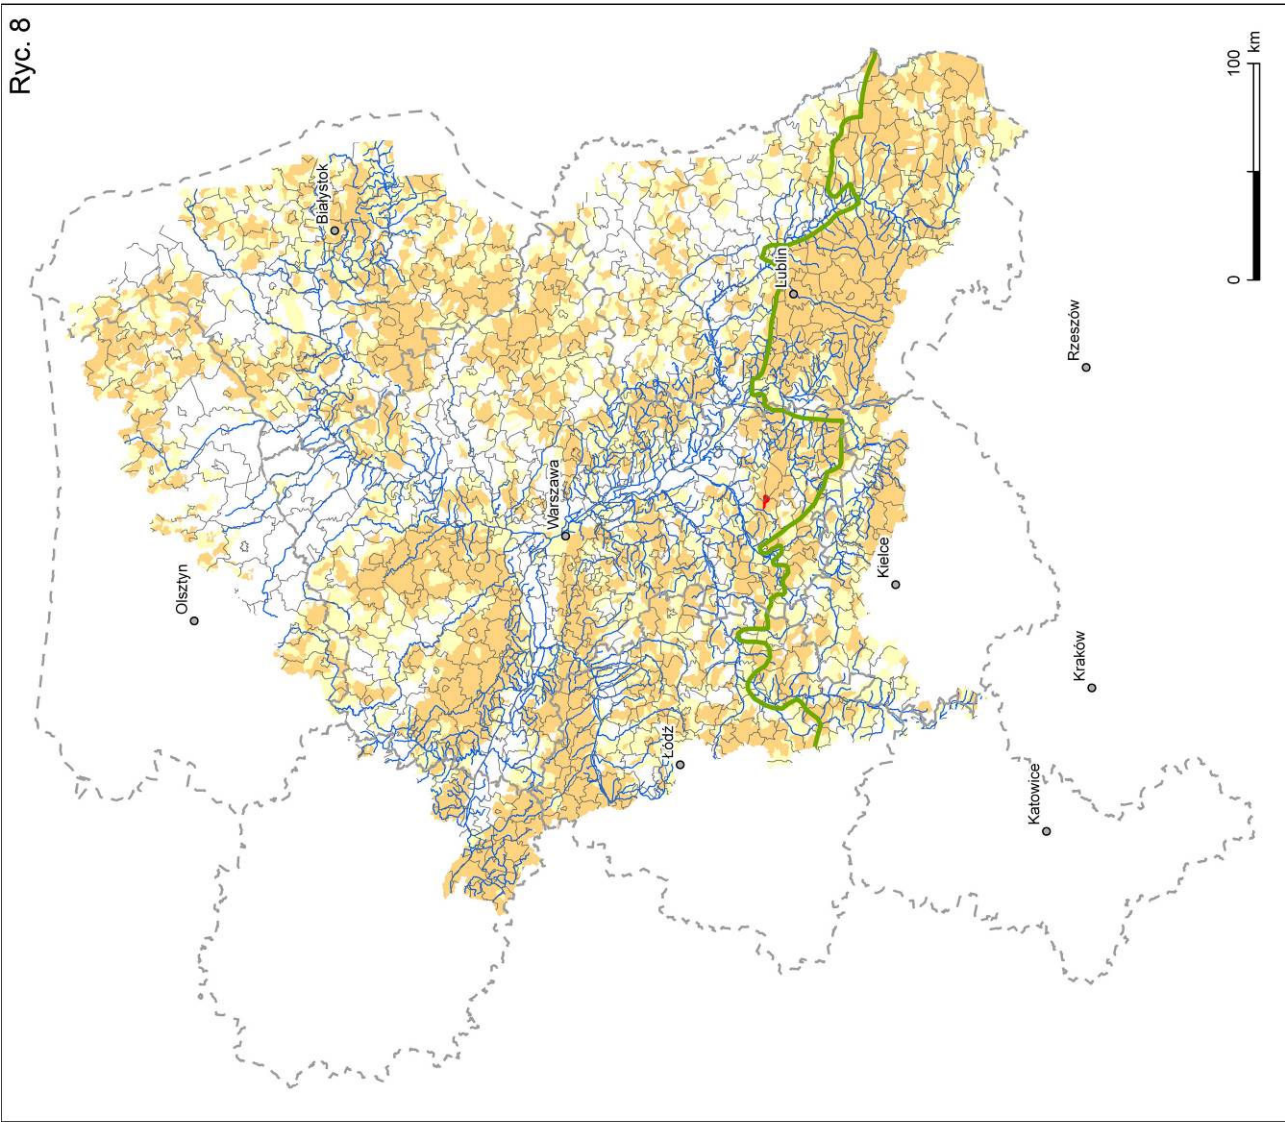 Ryc. 8
Białystok
Olsztyn
Warszawa
Lublin
Łódź
Kielce
Rzeszów
Kraków
Katowice
0
100
km